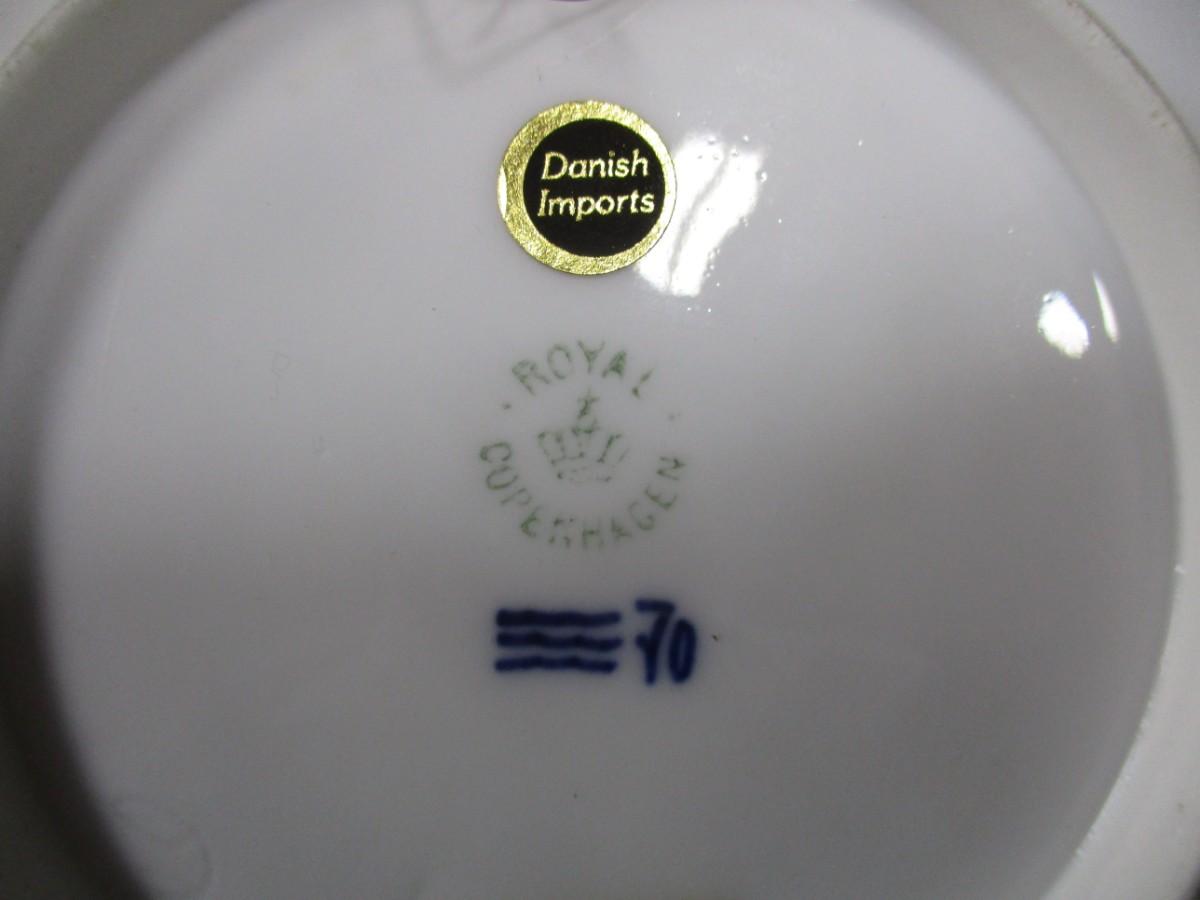 Danish
Imports
ROYAL
COPENHAGEN
70